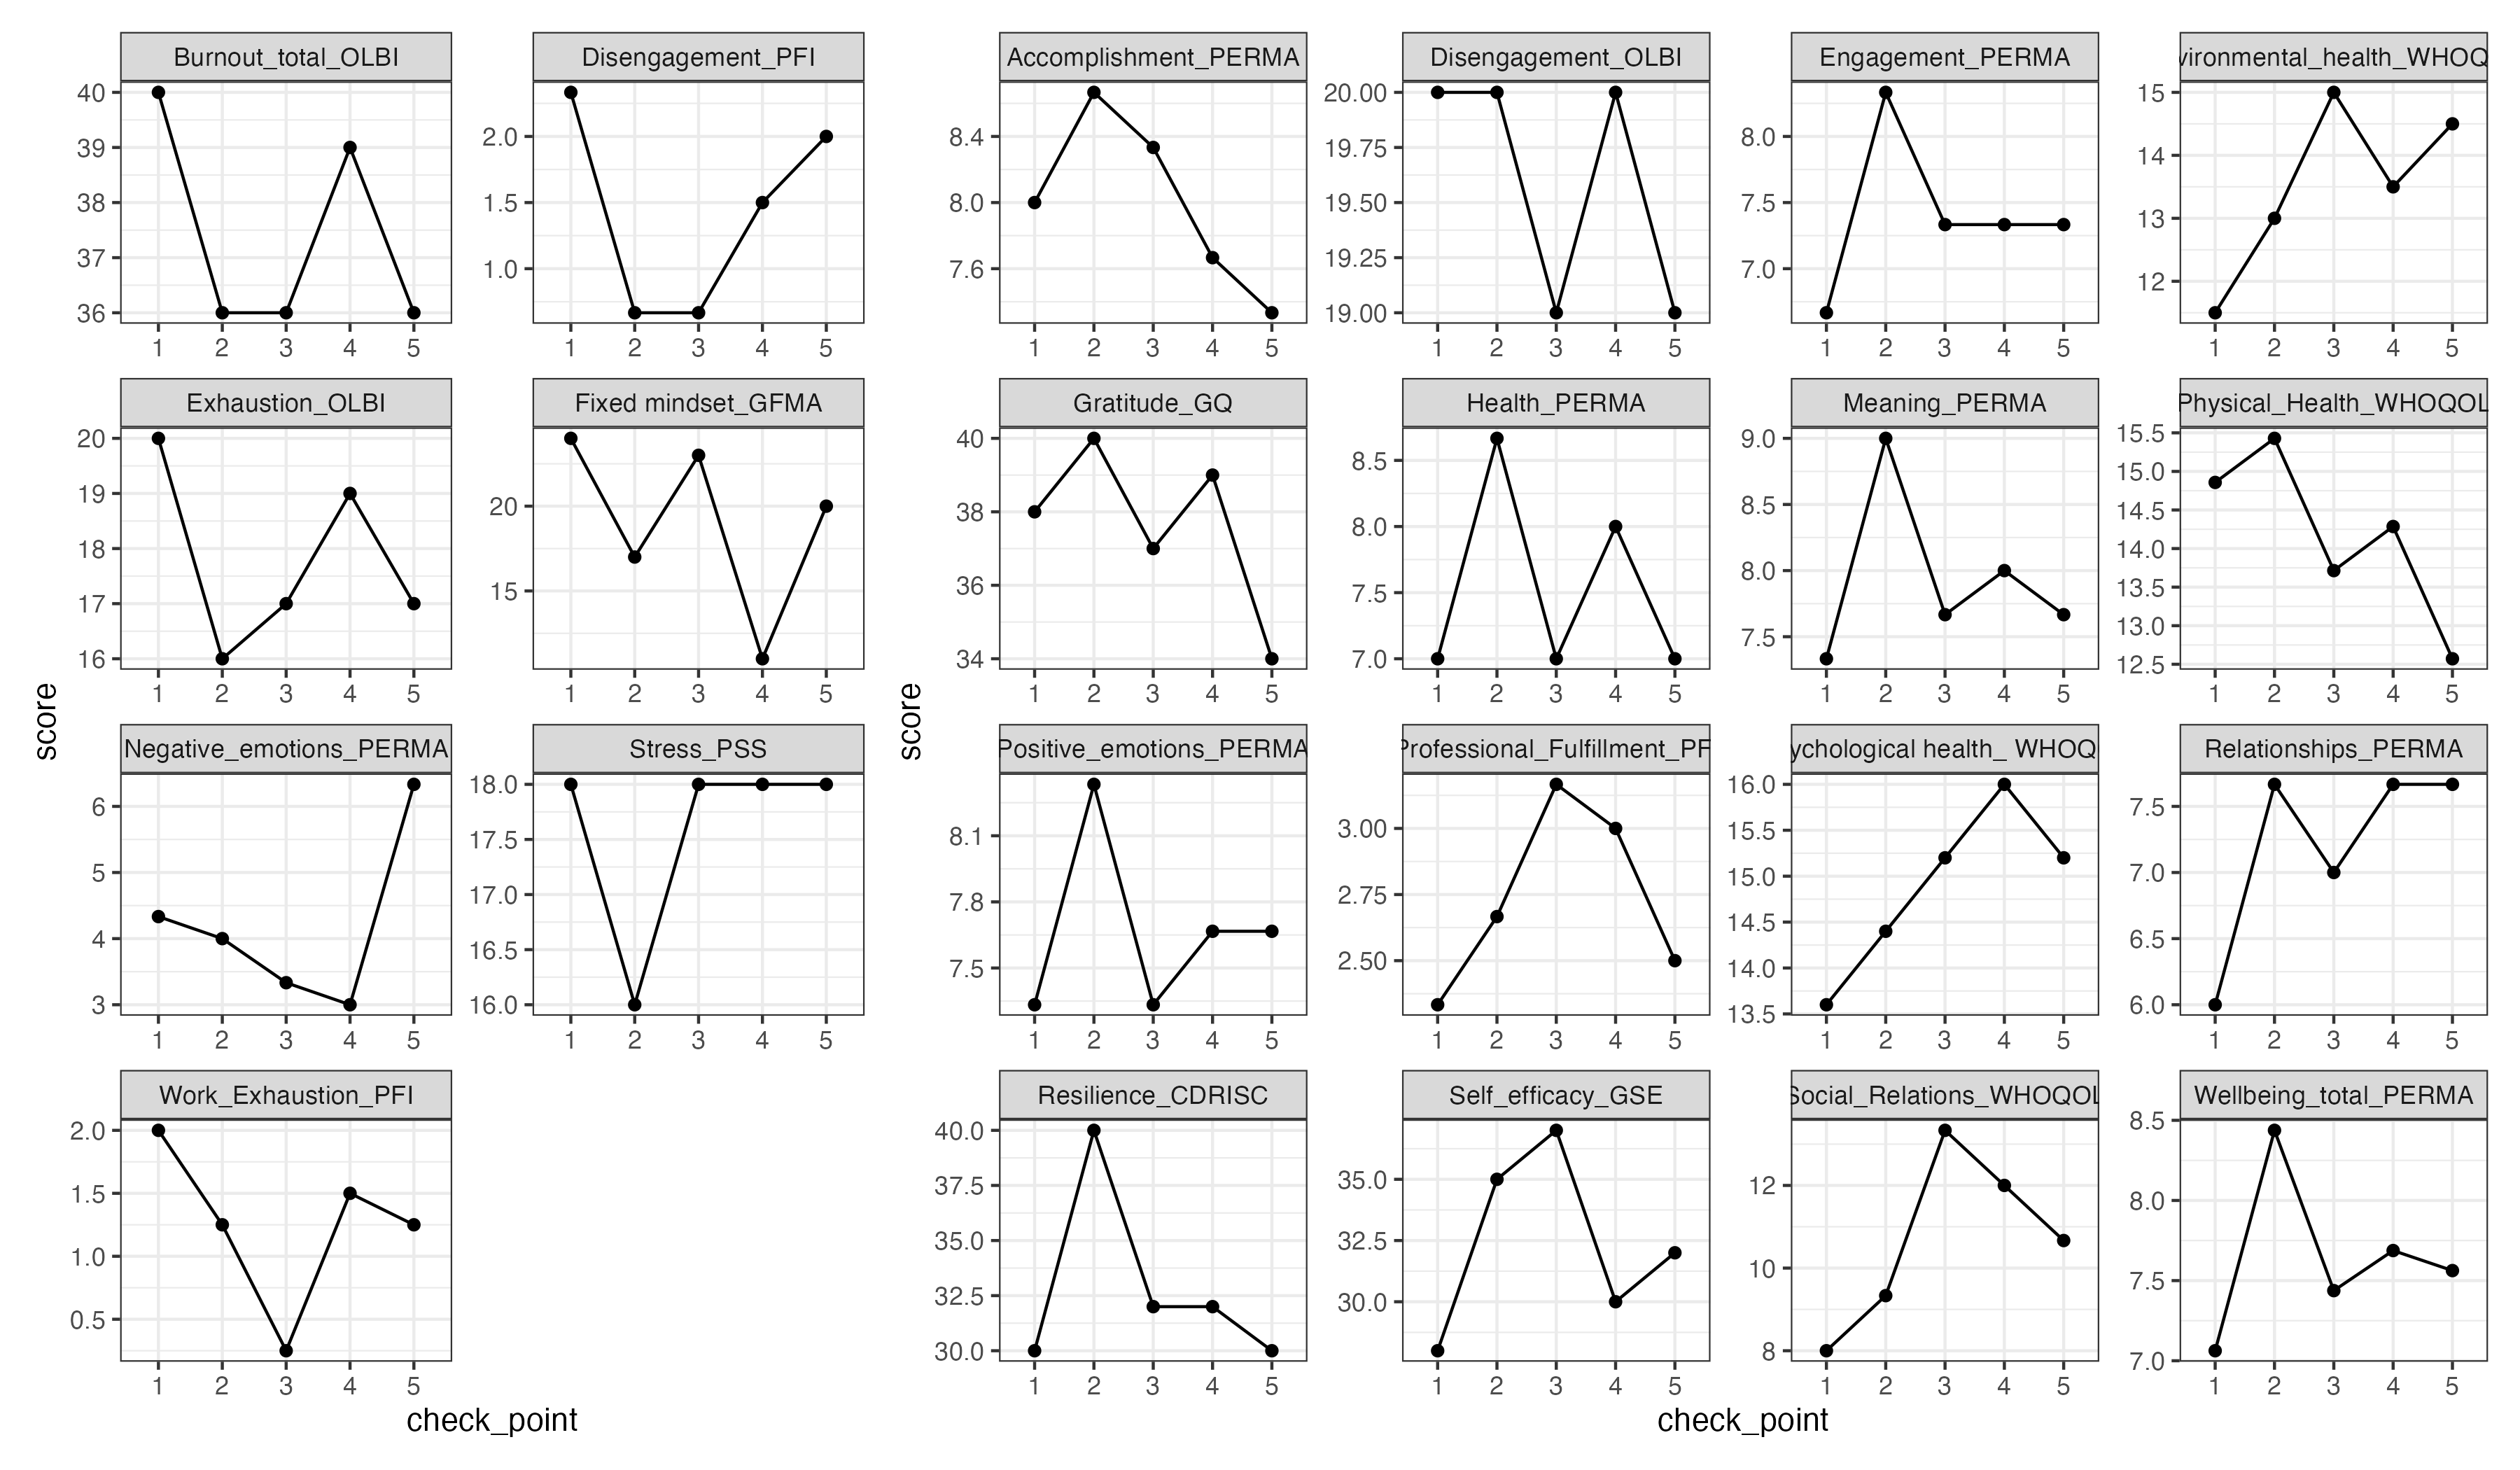 Burnout_total_OLBI
40
39
38
37
36
1 2 3 4 5
Disengagement_PFI
2.0
1.5
1.0
1 2 3 4 5
Exhaustion_OLBI
20
19
18
17
16
1 2 3 4 5
Fixed mindset_GFMA
20
15
1 2 3 4 5
Negative_emotions_PERMA
6
5
4
3
1 2 3 4 5
Stress_PSS
18.0
17.5
17.0
16.5
16.0
1 2 3 4 5
Work_Exhaustion_PFI
2.0
1.5
1.0
0.5
1 2 3 4 5
score
check_point
Accomplishment_PERMA
8.4
8.0
7.6
1 2 3 4 5
Disengagement_OLBI
20.00
19.75
19.50
19.25
19.00
1 2 3 4 5
Engagement_PERMA
8.0
7.5
7.0
1 2 3 4 5
vironmental_health_WHOQ
15
14
13
12
1 2 3 4 5
Gratitude_GQ
40
38
36
34
1 2 3 4 5
Health_PERMA
8.5
8.0
7.5
7.0
1 2 3 4 5
Meaning_PERMA
9.0
8.5
8.0
7.5
1 2 3 4 5
Physical_Health_WHOQOL
15.5
15.0
14.5
14.0
13.5
13.0
12.5
1 2 3 4 5
Positive_emotions_PERMA
8.1
7.8
7.5
1 2 3 4 5
Professional_Fulfillment_PF
3.00
2.75
2.50
1 2 3 4 5
ychological health_ WHOQ
16.0
15.5
15.0
14.5
14.0
13.5
1 2 3 4 5
Relationships_PERMA
7.5
7.0
6.5
6.0
1 2 3 4 5
Resilience_CDRISC
40.0
37.5
35.0
32.5
30.0
1 2 3 4 5
Self_efficacy_GSE
35.0
32.5
30.0
1 2 3 4 5
Social_Relations_WHOQOL
12
10
8
1 2 3 4 5
Wellbeing_total_PERMA
8.5
8.0
7.5
7.0
1 2 3 4 5
score
check_point